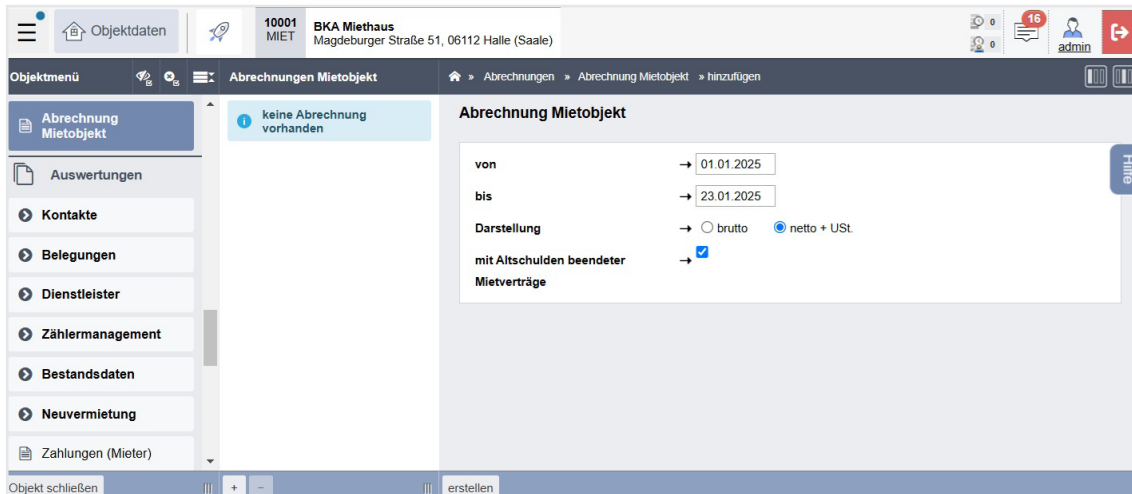 Objektdaten
10001
MIET
BKA Miethaus
Magdeburger Straße 51, 06112 Halle (Saale)
0
0
16
admin
Objektmenü
Abrechnungen Mietobjekt
» Abrechnungen » Abrechnung Mietobjekt » hinzufügen
Abrechnung
Mietobjekt
Auswertungen
Kontakte
Belegungen
Dienstleister
Zählermanagement
Bestandsdaten
Neuvermietung
Zahlungen (Mieter)
Objekt schließen
i
keine Abrechnung
vorhanden
+ −
Abrechnung Mietobjekt
von → 01.01.2025
bis → 23.01.2025
Darstellung → brutto netto + USt.
mit Altschulden beendeter →
Mietverträge
Hilfe
erstellen